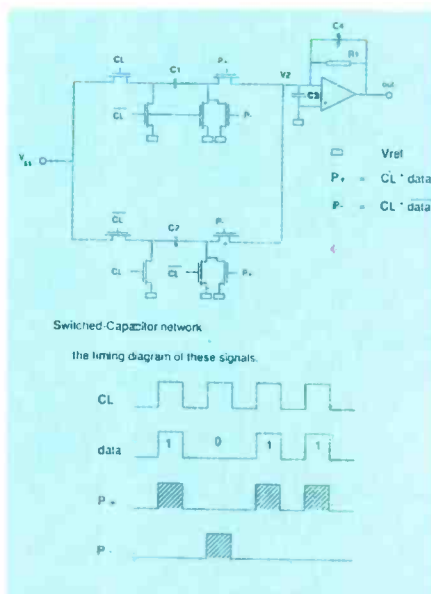 CL C1 P+ V2 C4
R1
out
C3
CL P-
Vss
Vref
P+ = CL · data
P- = CL · data
CL C2 P-
CL CL P+
Switched-Capacitor network
the timing diagram of these signals.
CL
data 1 0 1 1
P+
P-